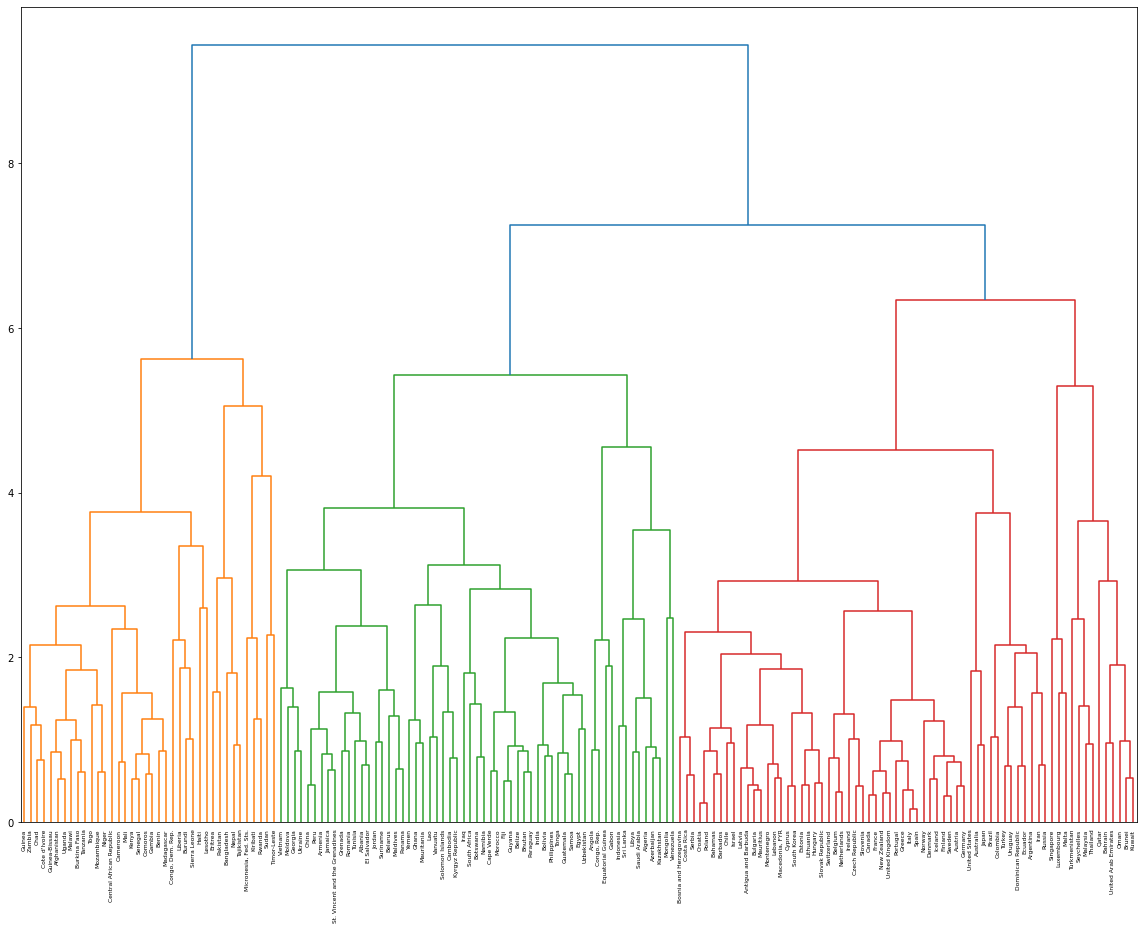 8
6
4
2
0
Guinea
Zambia
Chad
Cote d'Ivoire
Guinea-Bissau
Afghanistan
Uganda
Malawi
Burkina Faso
Tanzania
Togo
Mozambique
Niger
Central African Republic
Cameroon
Mali
Kenya
Senegal
Comoros
Gambia
Benin
Madagascar
Congo, Dem. Rep.
Liberia
Burundi
Sierra Leone
Haiti
Lesotho
Eritrea
Pakistan
Bangladesh
Nepal
Tajikistan
Micronesia, Fed. Sts.
Kiribati
Rwanda
Sudan
Timor-Leste
Vietnam
Moldova
Georgia
Ukraine
China
Peru
Armenia
Jamaica
St. Vincent and the Grenadines
Grenada
Romania
Tunisia
Albania
El Salvador
Jordan
Suriname
Belarus
Maldives
Panama
Ghana
Mauritania
Lao
Vanuatu
Solomon Islands
Cambodia
Kyrgyz Republic
Iraq
South Africa
Botswana
Namibia
Cape Verde
Morocco
Fiji
Guyana
Belize
Bhutan
Paraguay
India
Bolivia
Philippines
Tonga
Guatemala
Samoa
Egypt
Uzbekistan
Angola
Congo, Rep.
Equatorial Guinea
Gabon
Indonesia
Sri Lanka
Libya
Saudi Arabia
Algeria
Azerbaijan
Kazakhstan
Mongolia
Venezuela
Bosnia and Herzegovina
Costa Rica
Serbia
Croatia
Poland
Bahamas
Barbados
Chile
Israel
Latvia
Antigua and Barbuda
Bulgaria
Mauritius
Montenegro
Lebanon
Macedonia, FYR
Cyprus
South Korea
Estonia
Lithuania
Hungary
Slovak Republic
Switzerland
Belgium
Netherlands
Ireland
Czech Republic
Slovenia
Canada
France
New Zealand
United Kingdom
Portugal
Greece
Italy
Spain
Norway
Denmark
Iceland
Finland
Sweden
Austria
Germany
United States
Australia
Japan
Brazil
Colombia
Turkey
Uruguay
Dominican Republic
Ecuador
Argentina
Iran
Russia
Singapore
Luxembourg
Malta
Turkmenistan
Seychelles
Malaysia
Thailand
Qatar
Bahrain
United Arab Emirates
Oman
Brunei
Kuwait